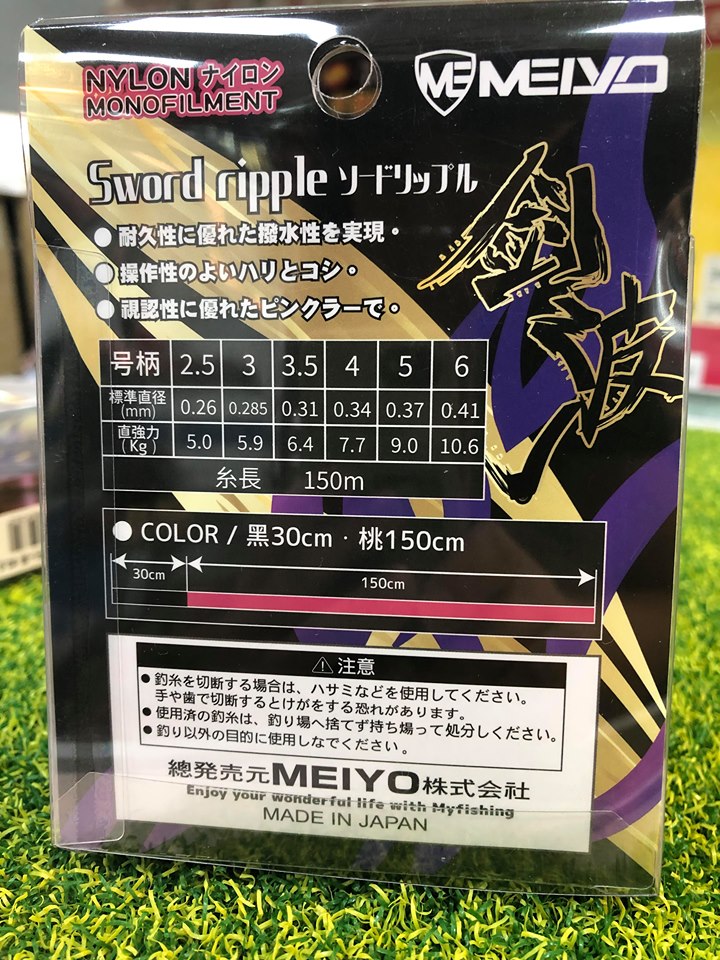 NYLON ナイロン
MONOFILMENT
ME MEIYO
Sword ripple ソードリップル
剣波
● 耐久性に優れた撥水性を実現・
● 操作性のよいハリとコシ・
● 視認性に優れたピンクラーで・
号柄 2.5 3 3.5 4 5 6
標準直径(mm) 0.26 0.285 0.31 0.34 0.37 0.41
直強力(Kg) 5.0 5.9 6.4 7.7 9.0 10.6
糸長 150m
● COLOR / 黑30cm · 桃150cm
30cm 150cm
⚠ 注意
● 釣糸を切断する場合は、ハサミなどを使用してください。
手や歯で切断するとけがをする恐れがあります。
● 使用済の釣糸は、釣り場へ捨てず持ち煬って処分しください。
● 釣り以外の目的に使用しなでください。
總発売元MEIYO株式会社
Enjoy your wonderful life with Myfishing
MADE IN JAPAN